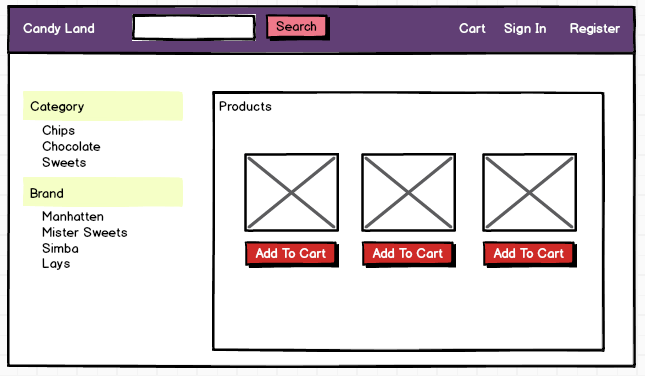 Candy Land Search Cart Sign In Register
Category
Chips
Chocolate
Sweets
Brand
Manhatten
Mister Sweets
Simba
Lays
Products
Add To Cart Add To Cart Add To Cart